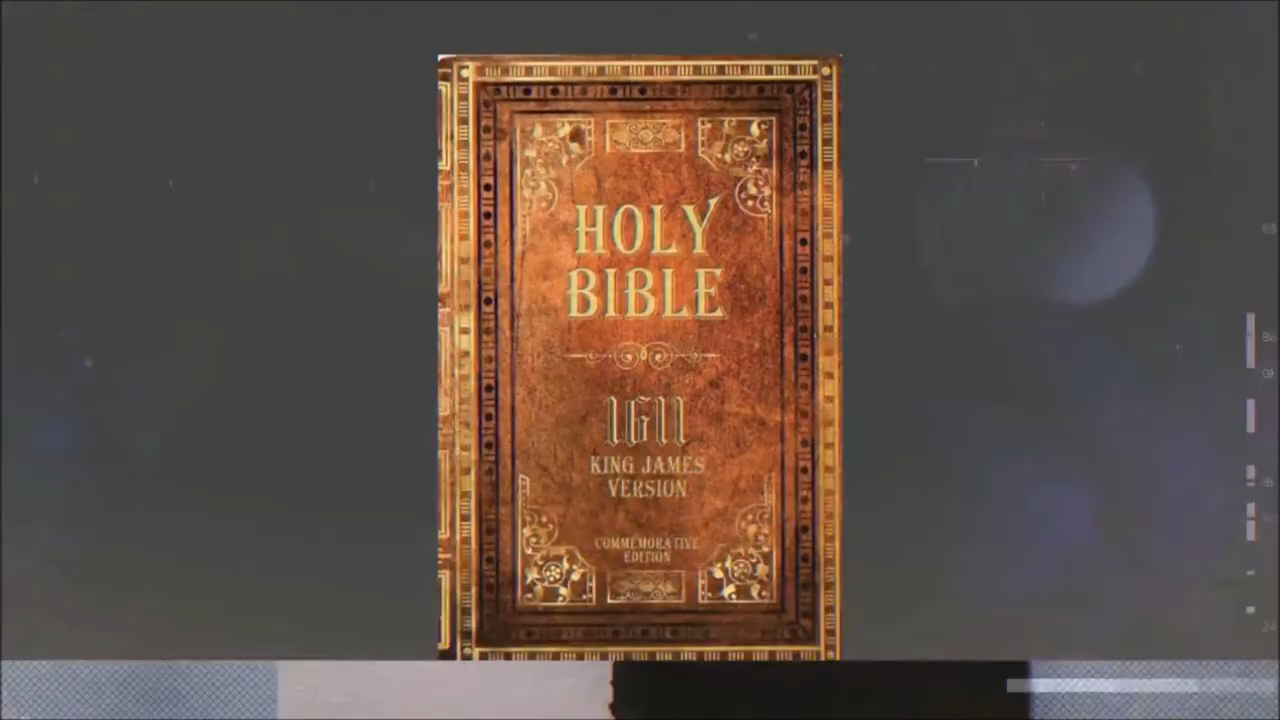 HOLY
BIBLE
1611
KING JAMES
VERSION
COMMEMORATIVE
EDITION